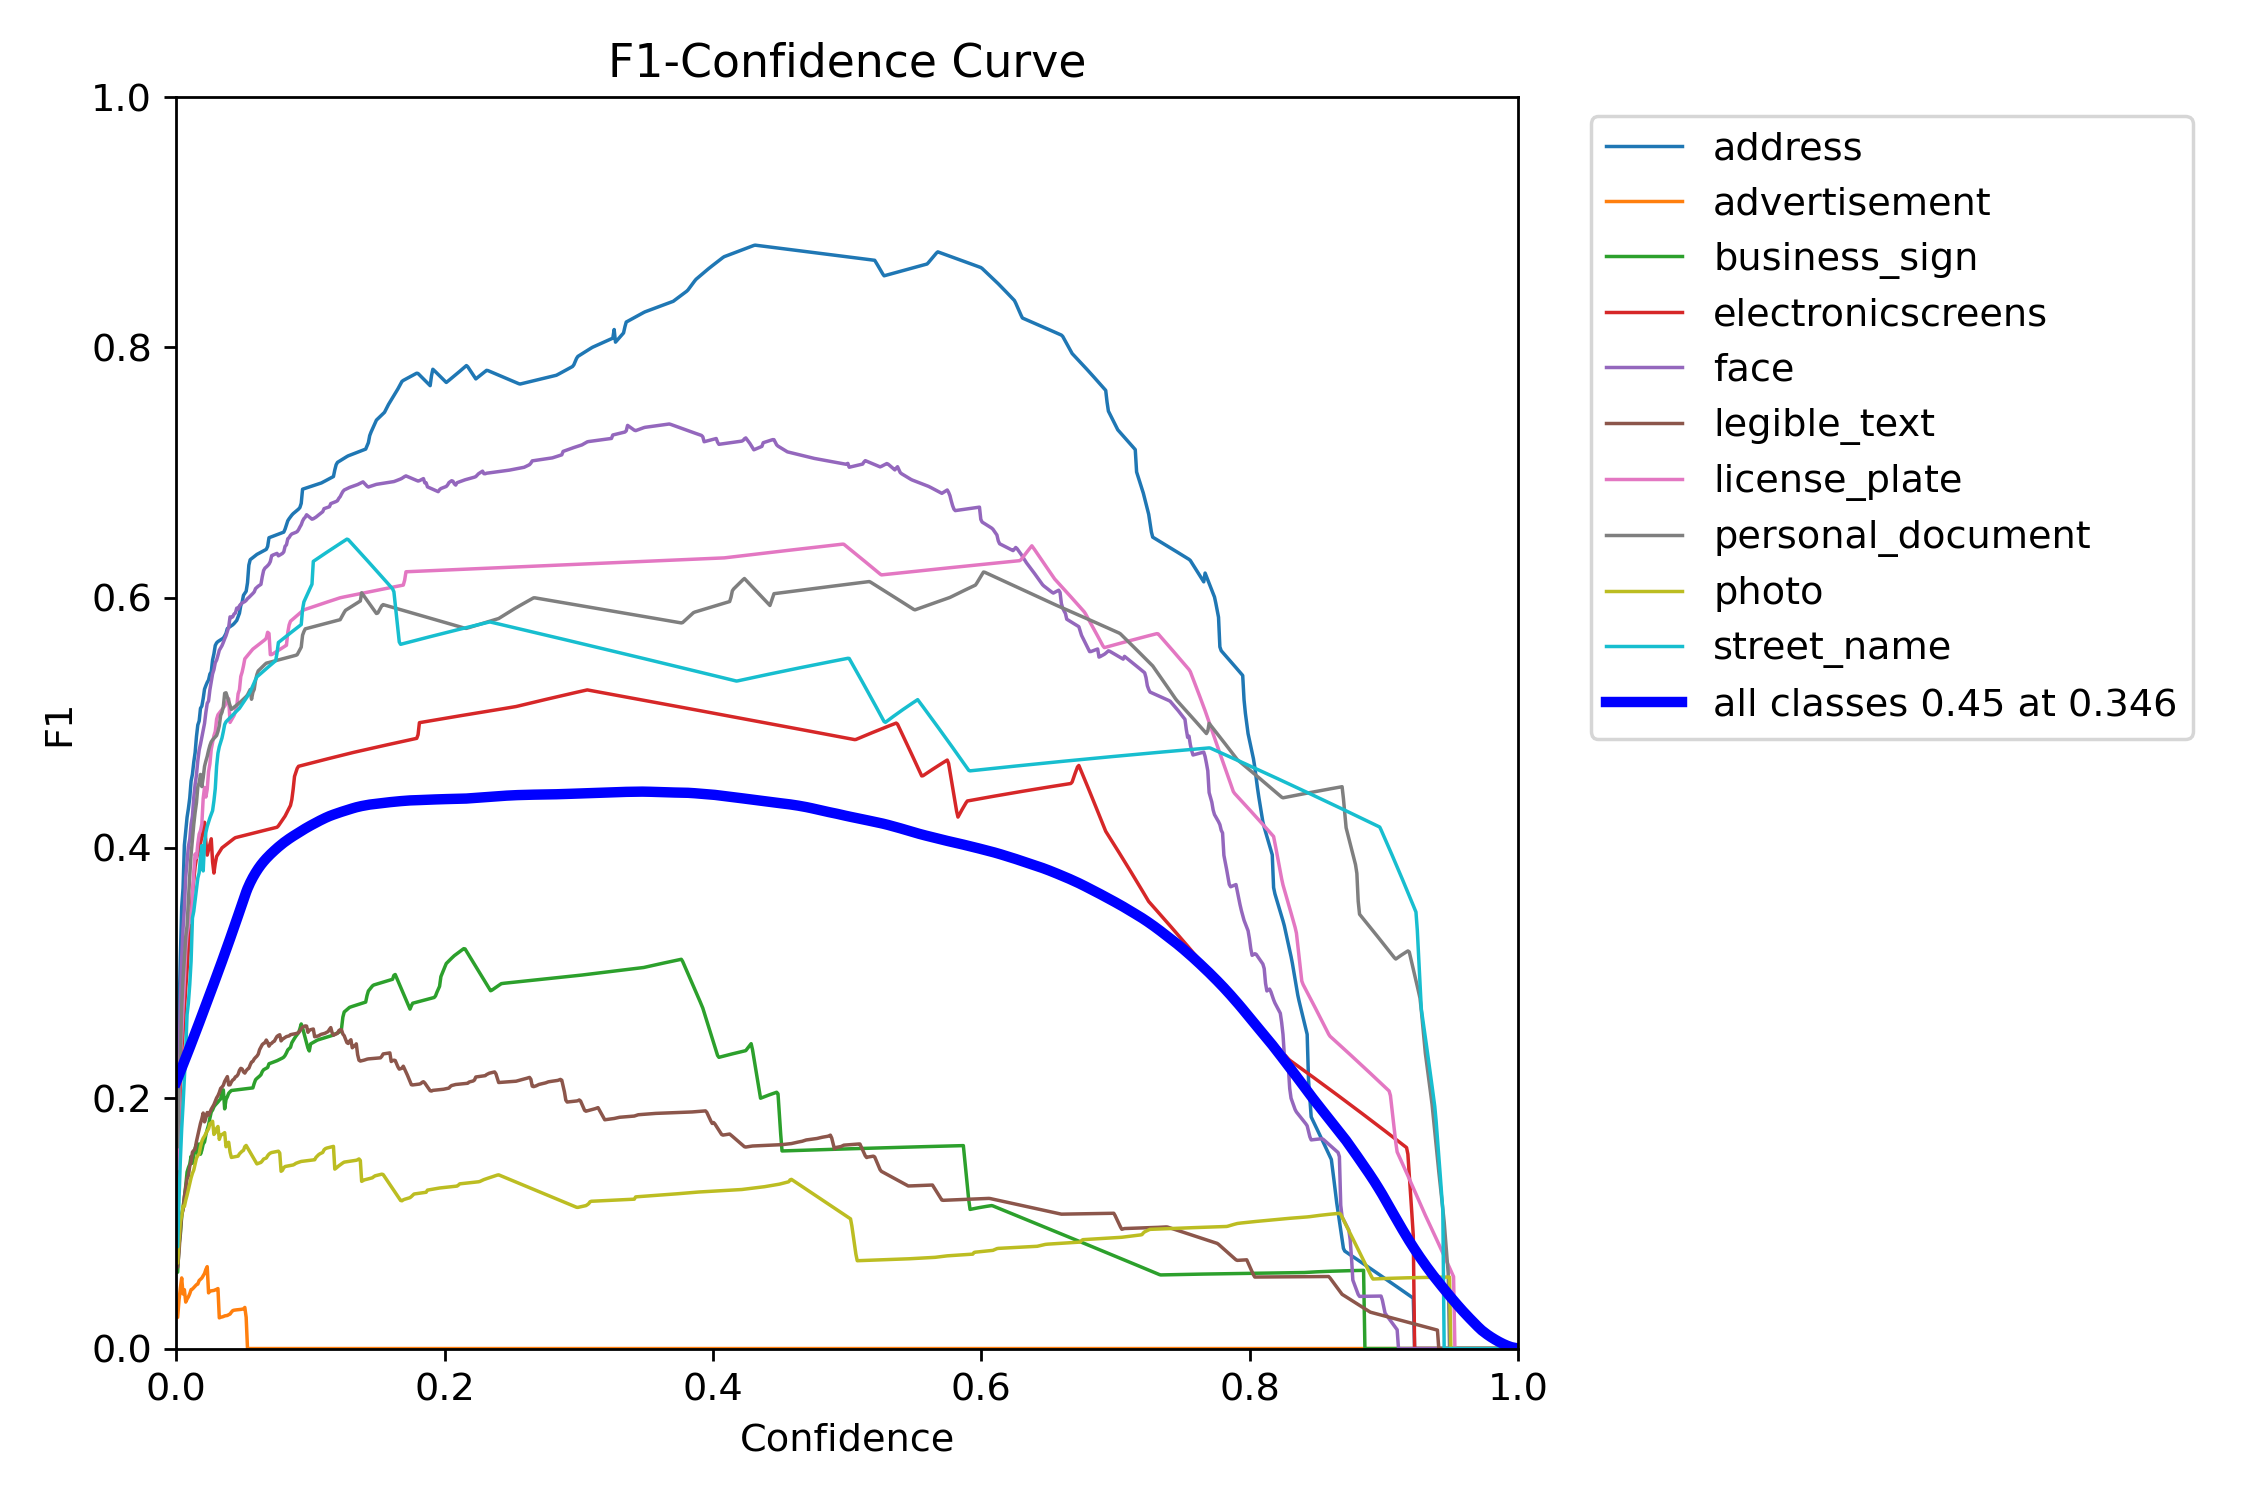 F1-Confidence Curve
1.0
0.8
0.6
0.4
0.2
0.0
F1
0.0 0.2 0.4 0.6 0.8 1.0
Confidence
address
advertisement
business_sign
electronicscreens
face
legible_text
license_plate
personal_document
photo
street_name
all classes 0.45 at 0.346